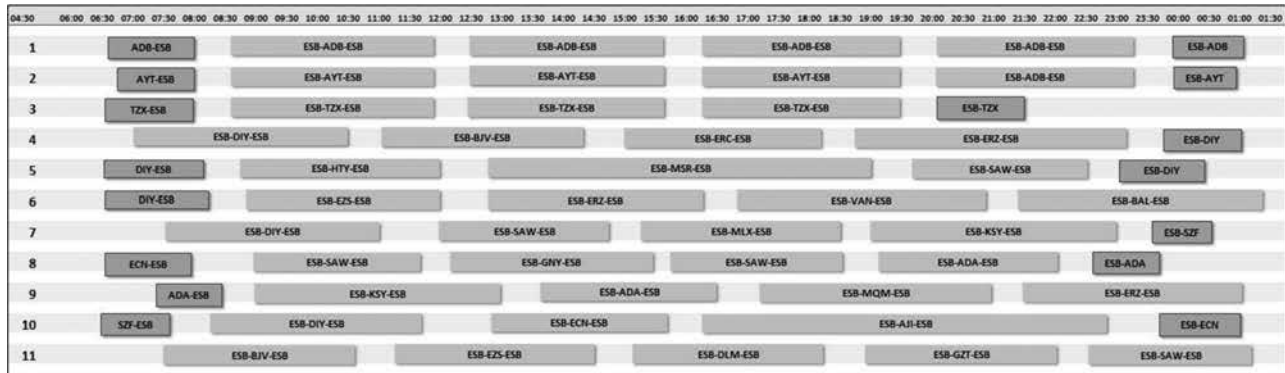 04:30 06:00 06:30 07:00 07:30 08:00 08:30 09:00 09:30 10:00 10:30 11:00 11:30 12:00 12:30 13:00 13:30 14:00 14:30 15:00 15:30 16:00 16:30 17:00 17:30 18:00 18:30 19:00 19:30 20:00 20:30 21:00 21:30 22:00 22:30 23:00 23:30 00:00 00:30 01:00 01:30
1 ADB-ESB ESB-ADB-ESB ESB-ADB-ESB ESB-ADB-ESB ESB-ADB-ESB ESB-ADB
2 AYT-ESB ESB-AYT-ESB ESB-AYT-ESB ESB-AYT-ESB ESB-ADB-ESB ESB-AYT
3 TZX-ESB ESB-TZX-ESB ESB-TZX-ESB ESB-TZX-ESB ESB-TZX
4 ESB-DIY-ESB ESB-BJV-ESB ESB-ERC-ESB ESB-ERZ-ESB ESB-DIY
5 DIY-ESB ESB-HTY-ESB ESB-MSR-ESB ESB-SAW-ESB ESB-DIY
6 DIY-ESB ESB-EZS-ESB ESB-ERZ-ESB ESB-VAN-ESB ESB-BAL-ESB
7 ESB-DIY-ESB ESB-SAW-ESB ESB-MLX-ESB ESB-KSY-ESB ESB-SZF
8 ECN-ESB ESB-SAW-ESB ESB-GNY-ESB ESB-SAW-ESB ESB-ADA-ESB ESB-ADA
9 ADA-ESB ESB-KSY-ESB ESB-ADA-ESB ESB-MQM-ESB ESB-ERZ-ESB
10 SZF-ESB ESB-DIY-ESB ESB-ECN-ESB ESB-AJI-ESB ESB-ECN
11 ESB-BJV-ESB ESB-EZS-ESB ESB-DLM-ESB ESB-GZT-ESB ESB-SAW-ESB